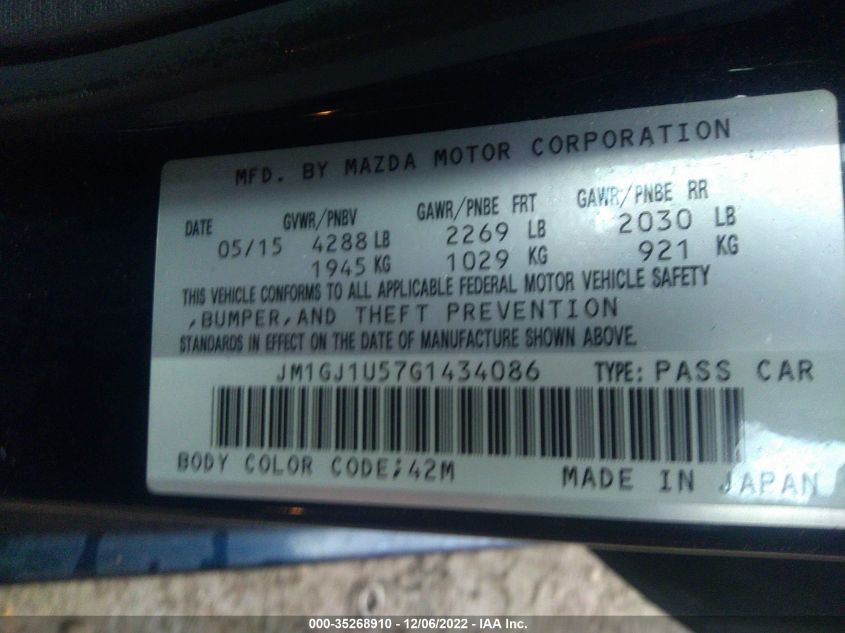 MFD. BY MAZDA MOTOR CORPORATION
DATE GVWR/PNBV GAWR/PNBE FRT GAWR/PNBE RR
05/15 4288 LB 2269 LB 2030 LB
1945 KG 1029 KG 921 KG
THIS VEHICLE CONFORMS TO ALL APPLICABLE FEDERAL MOTOR VEHICLE SAFETY
,BUMPER,AND THEFT PREVENTION
STANDARDS IN EFFECT ON THE DATE OF MANUFACTURE SHOWN ABOVE.
JM1GJ1U57G1434086 TYPE: PASS CAR
BODY COLOR CODE:42M MADE IN JAPAN
000-35268910 - 12/06/2022 - IAA Inc.